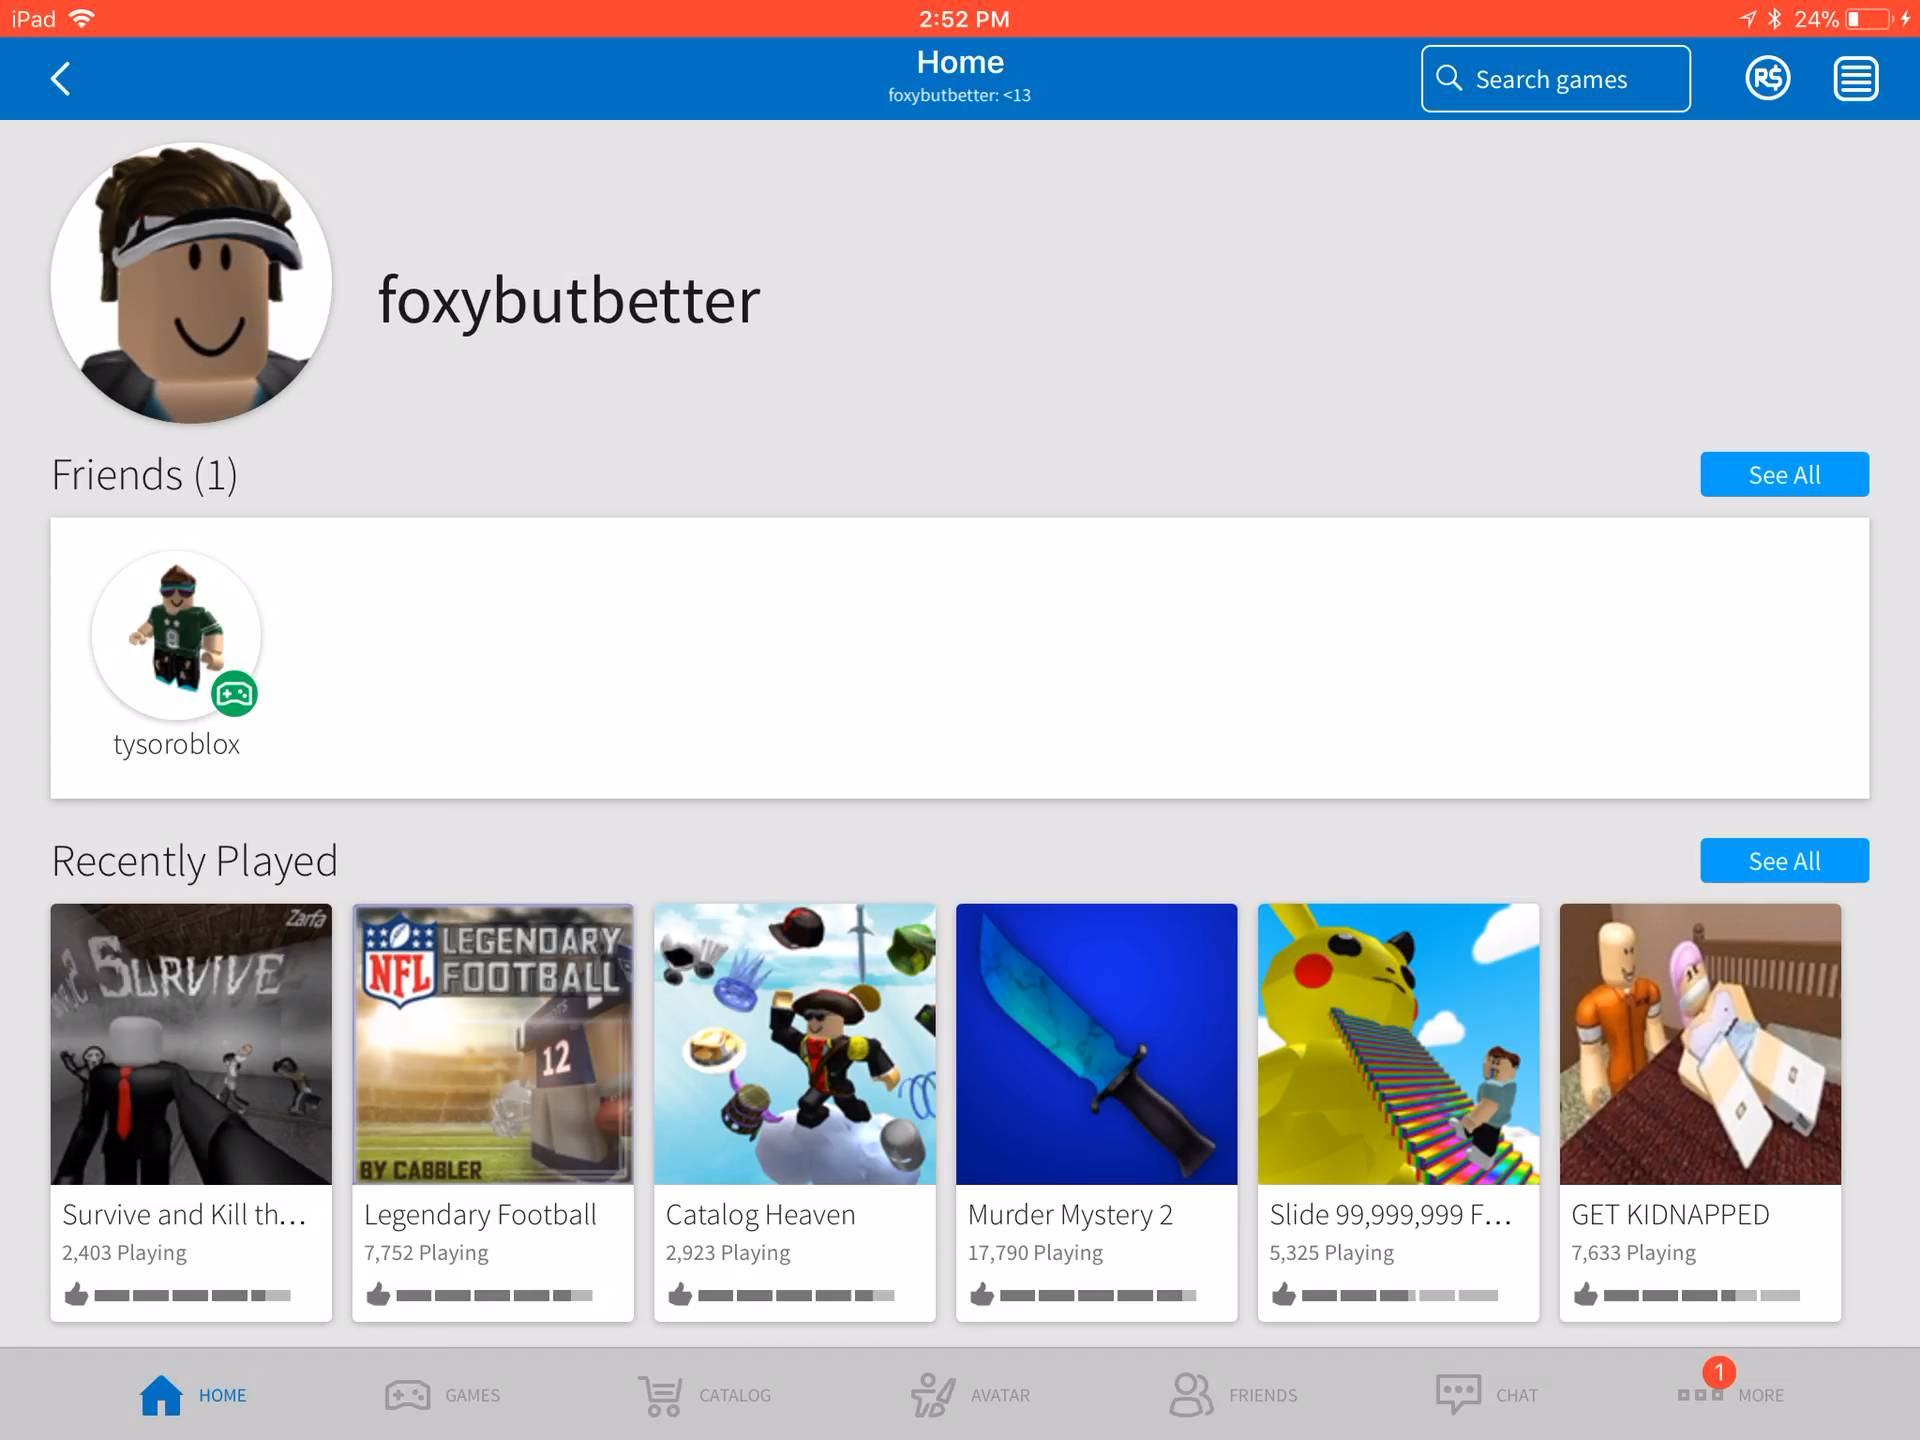 iPad 2:52 PM 24%
Home
foxybutbetter: <13
Search games
R$
foxybutbetter
Friends (1) See All
tysoroblox
Recently Played See All
Zarfa
SURVIVE
NFL LEGENDARY FOOTBALL
12
BY CABBLER
Survive and Kill th... Legendary Football Catalog Heaven Murder Mystery 2 Slide 99,999,999 F... GET KIDNAPPED
2,403 Playing 7,752 Playing 2,923 Playing 17,790 Playing 5,325 Playing 7,633 Playing
HOME GAMES CATALOG AVATAR FRIENDS CHAT 1 MORE